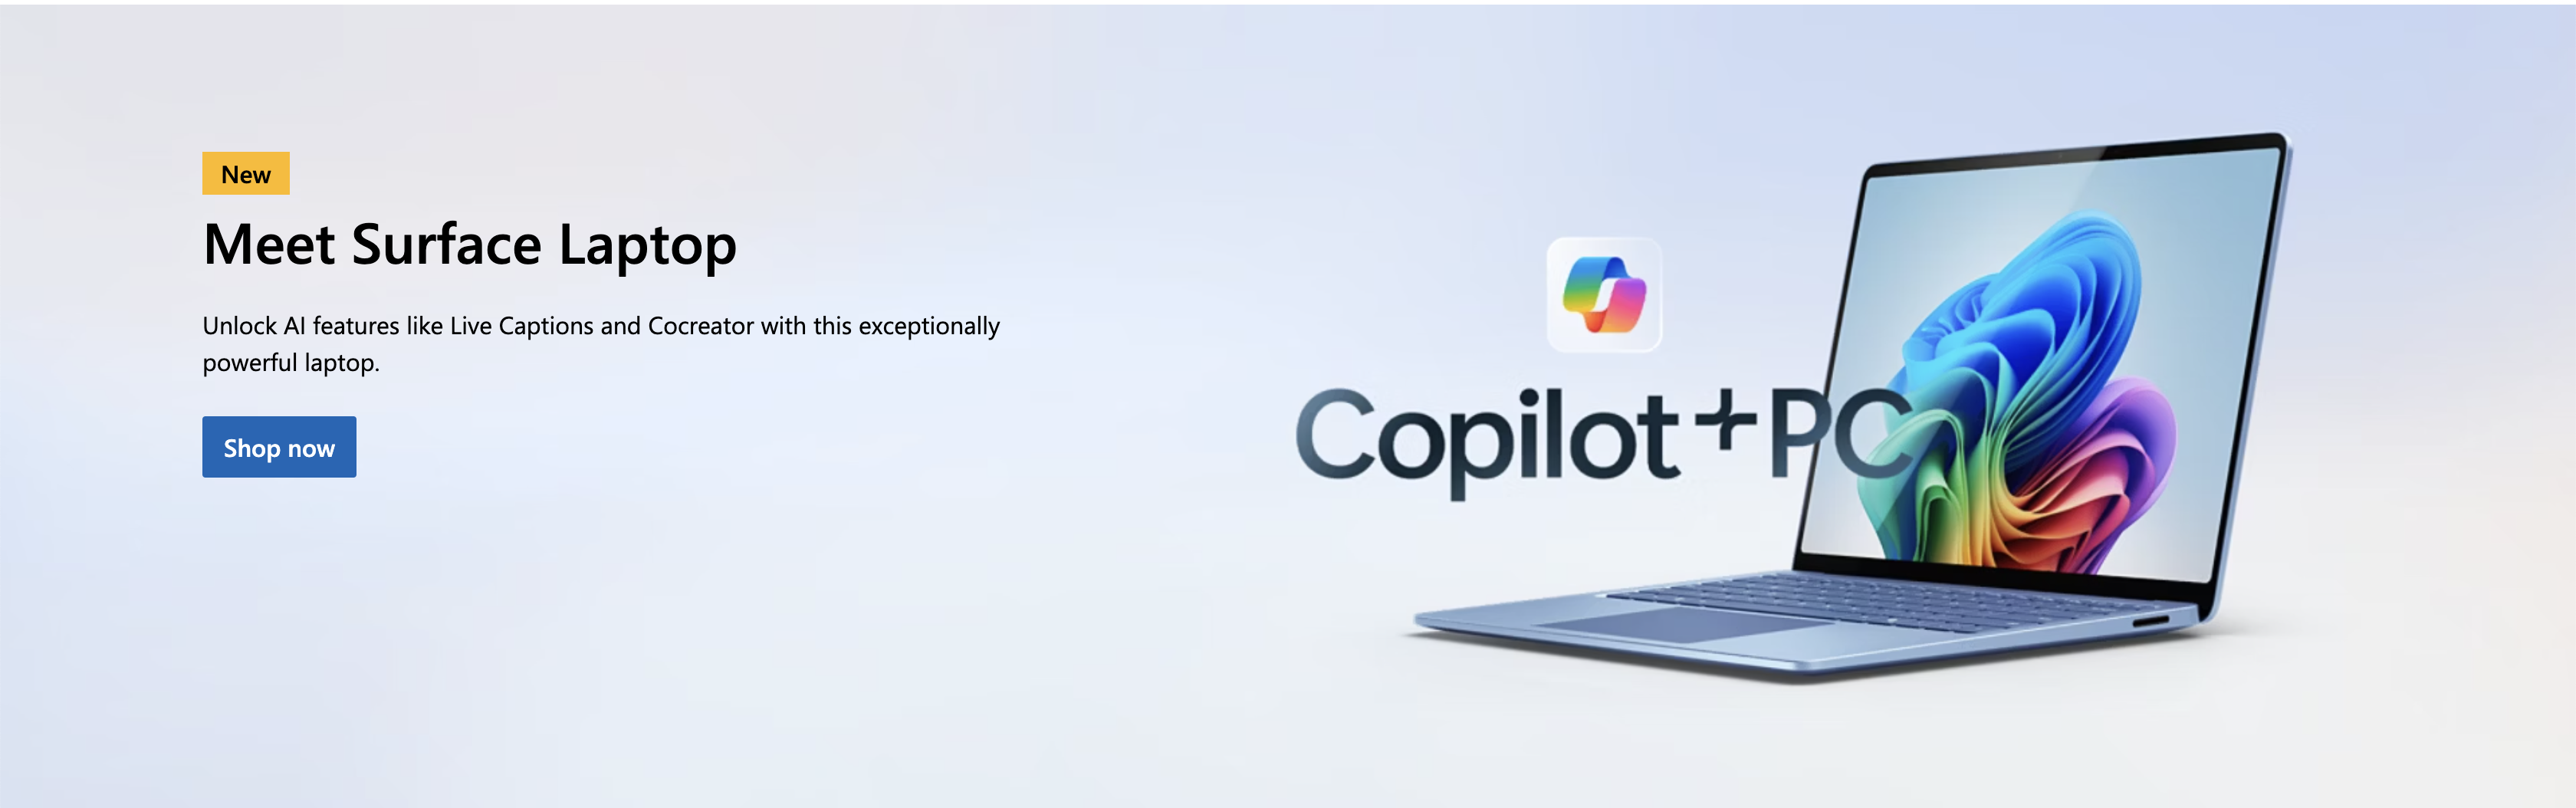 New
Meet Surface Laptop
Unlock AI features like Live Captions and Cocreator with this exceptionally
powerful laptop.
Shop now
Copilot+PC